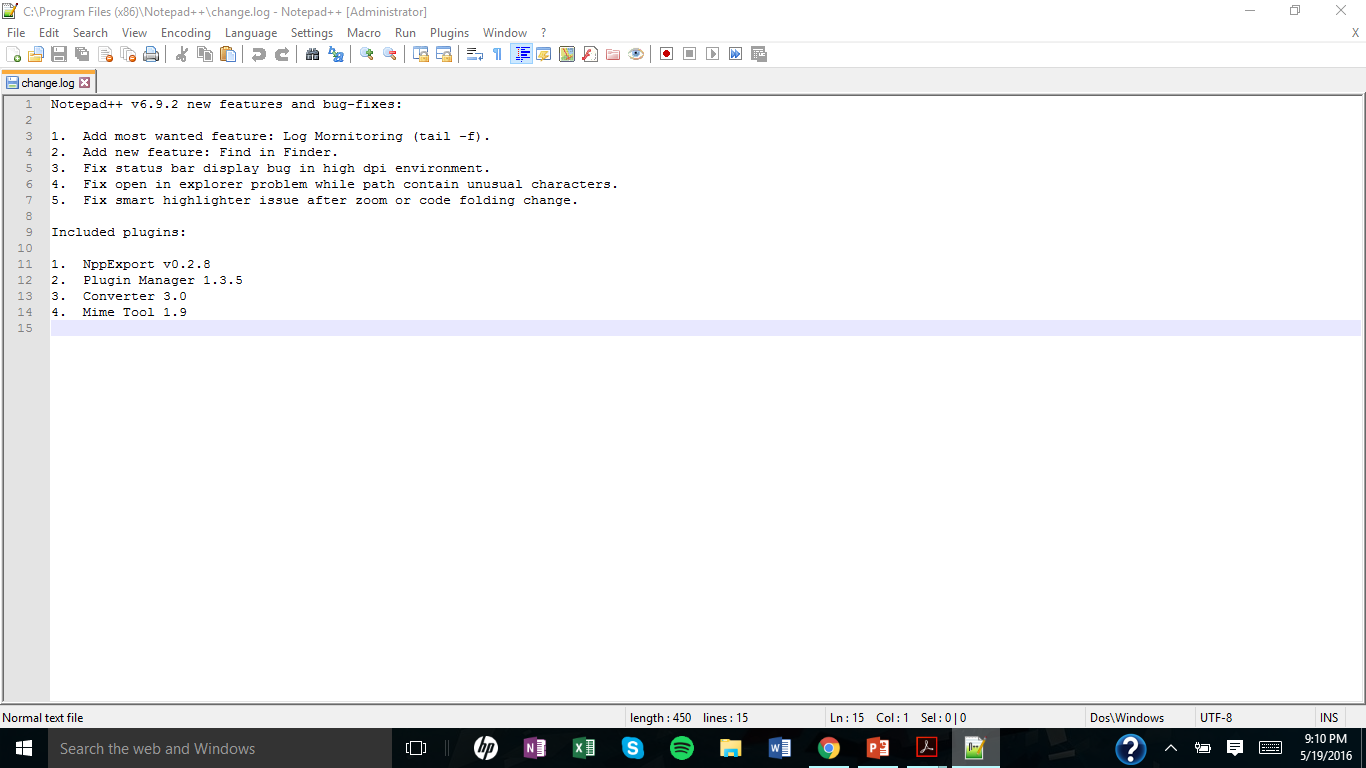 C:\Program Files (x86)\Notepad++\change.log - Notepad++ [Administrator]
File Edit Search View Encoding Language Settings Macro Run Plugins Window ? X
change.log
1 Notepad++ v6.9.2 new features and bug-fixes:
2
3 1. Add most wanted feature: Log Mornitoring (tail -f).
4 2. Add new feature: Find in Finder.
5 3. Fix status bar display bug in high dpi environment.
6 4. Fix open in explorer problem while path contain unusual characters.
7 5. Fix smart highlighter issue after zoom or code folding change.
8
9 Included plugins:
10
11 1. NppExport v0.2.8
12 2. Plugin Manager 1.3.5
13 3. Converter 3.0
14 4. Mime Tool 1.9
15
Normal text file length : 450 lines : 15 Ln : 15 Col : 1 Sel : 0 | 0 Dos\Windows UTF-8 INS
Search the web and Windows
9:10 PM
5/19/2016